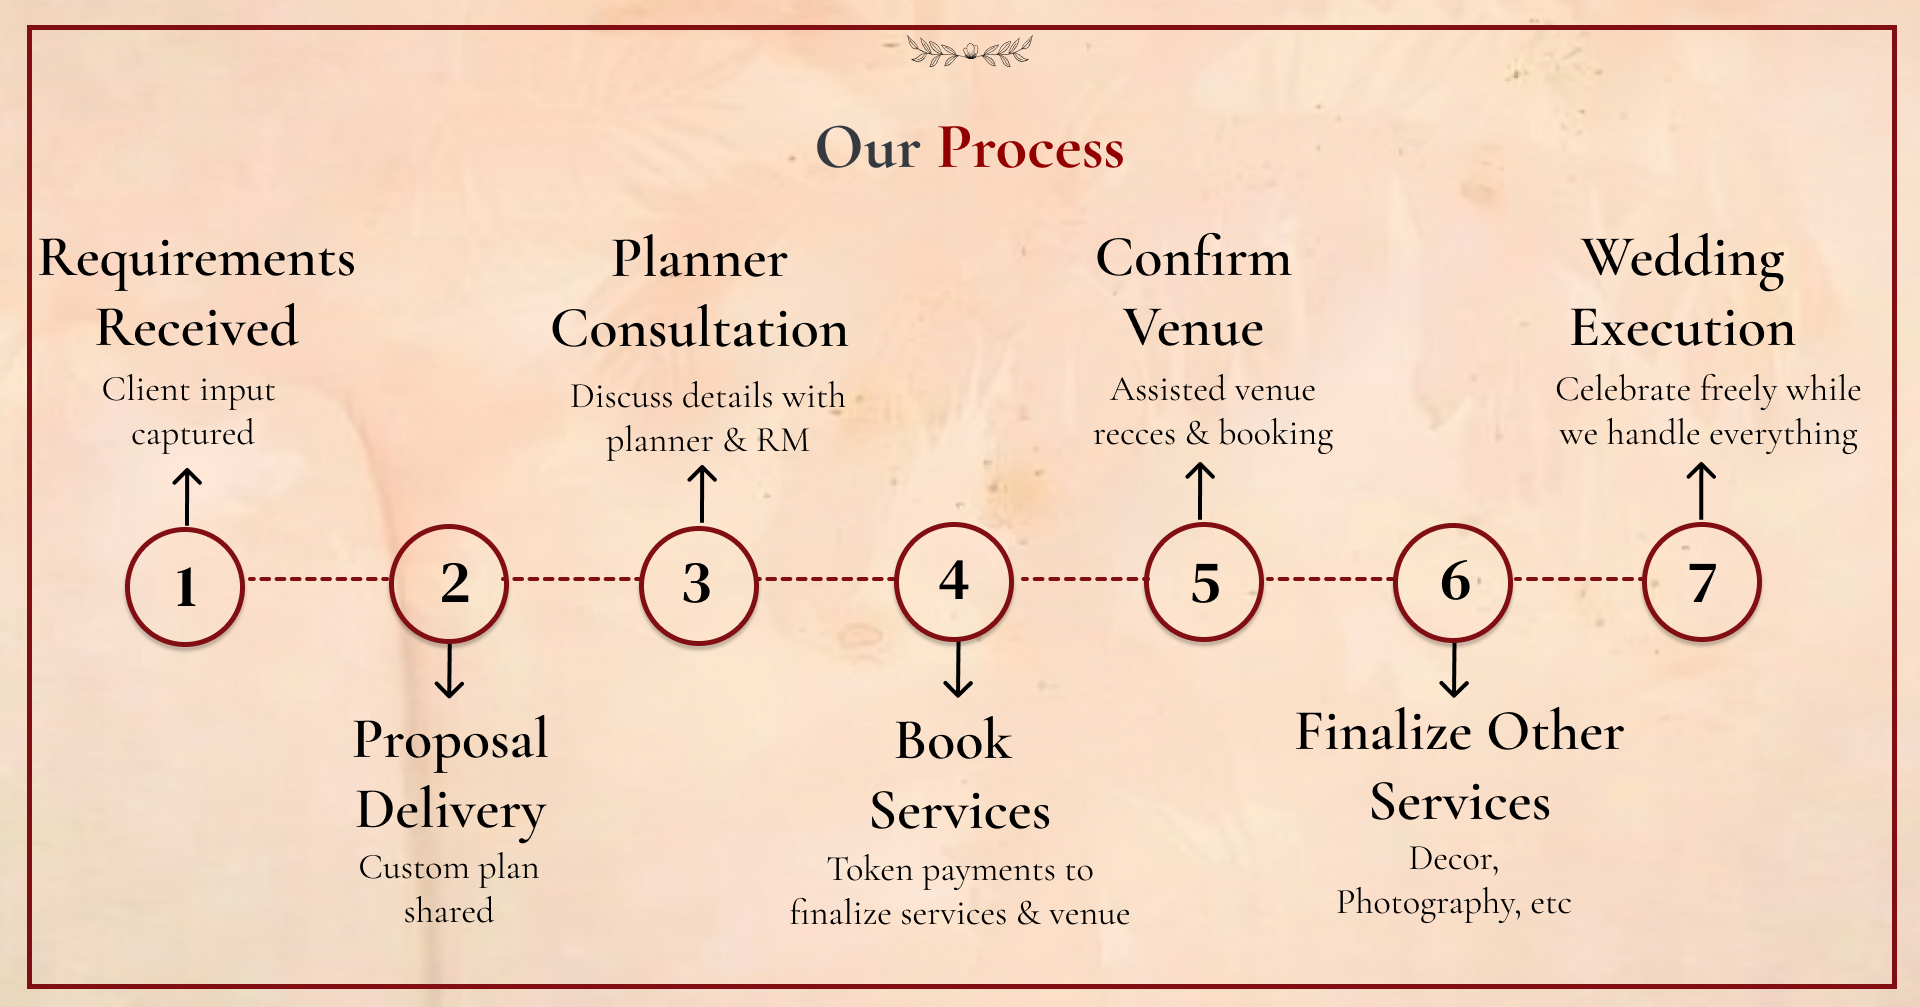 Our Process
Requirements
Received
Client input
captured
1
2
Proposal
Delivery
Custom plan
shared
Planner
Consultation
Discuss details with
planner & RM
3
4
Book
Services
Token payments to
finalize services & venue
Confirm
Venue
Assisted venue
recces & booking
5
6
Finalize Other
Services
Decor,
Photography, etc
Wedding
Execution
Celebrate freely while
we handle everything
7